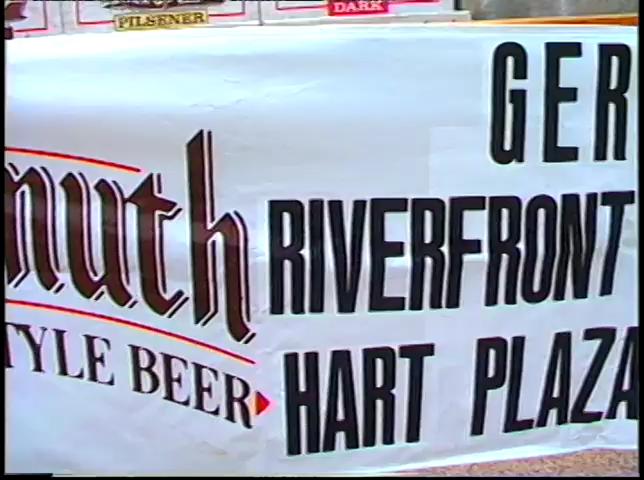 PILSENER
DARK
GER
RIVERFRONT
HART PLAZA
nuth
TYLE BEER